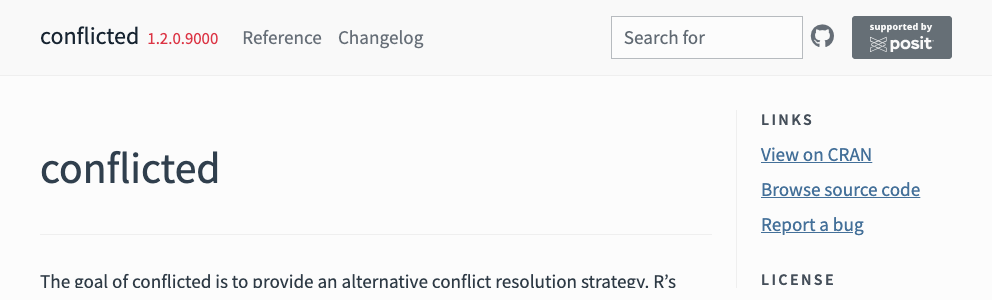 conflicted 1.2.0.9000 Reference Changelog Search for supported by posit
LINKS
conflicted
View on CRAN
Browse source code
Report a bug
The goal of conflicted is to provide an alternative conflict resolution strategy. R’s
LICENSE